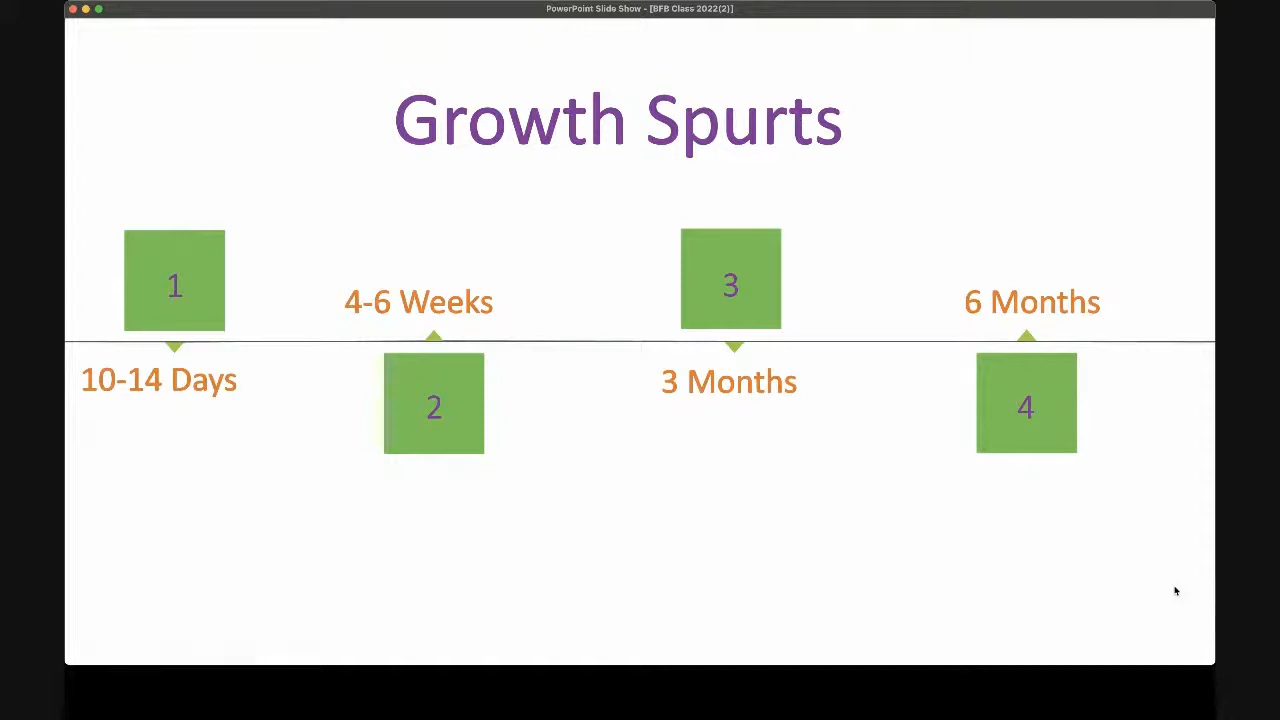 PowerPoint Slide Show - [BFB Class 2022(2)]
Growth Spurts
1
10-14 Days
4-6 Weeks
2
3
3 Months
6 Months
4